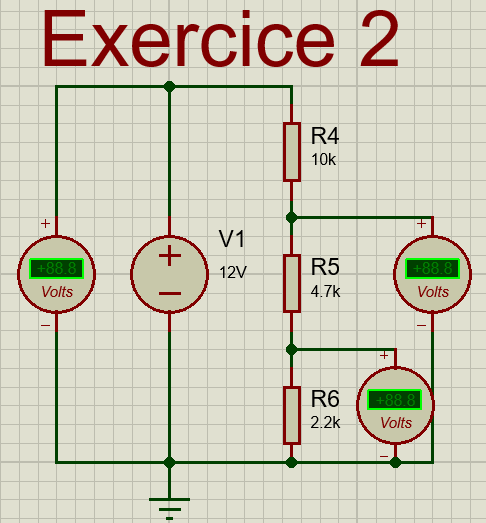 Exercice 2
R4
10k
+
V1
12V
R5
4.7k
+
+88.8
Volts
−
+
−
+88.8
Volts
−
+
R6
2.2k
+88.8
Volts
−